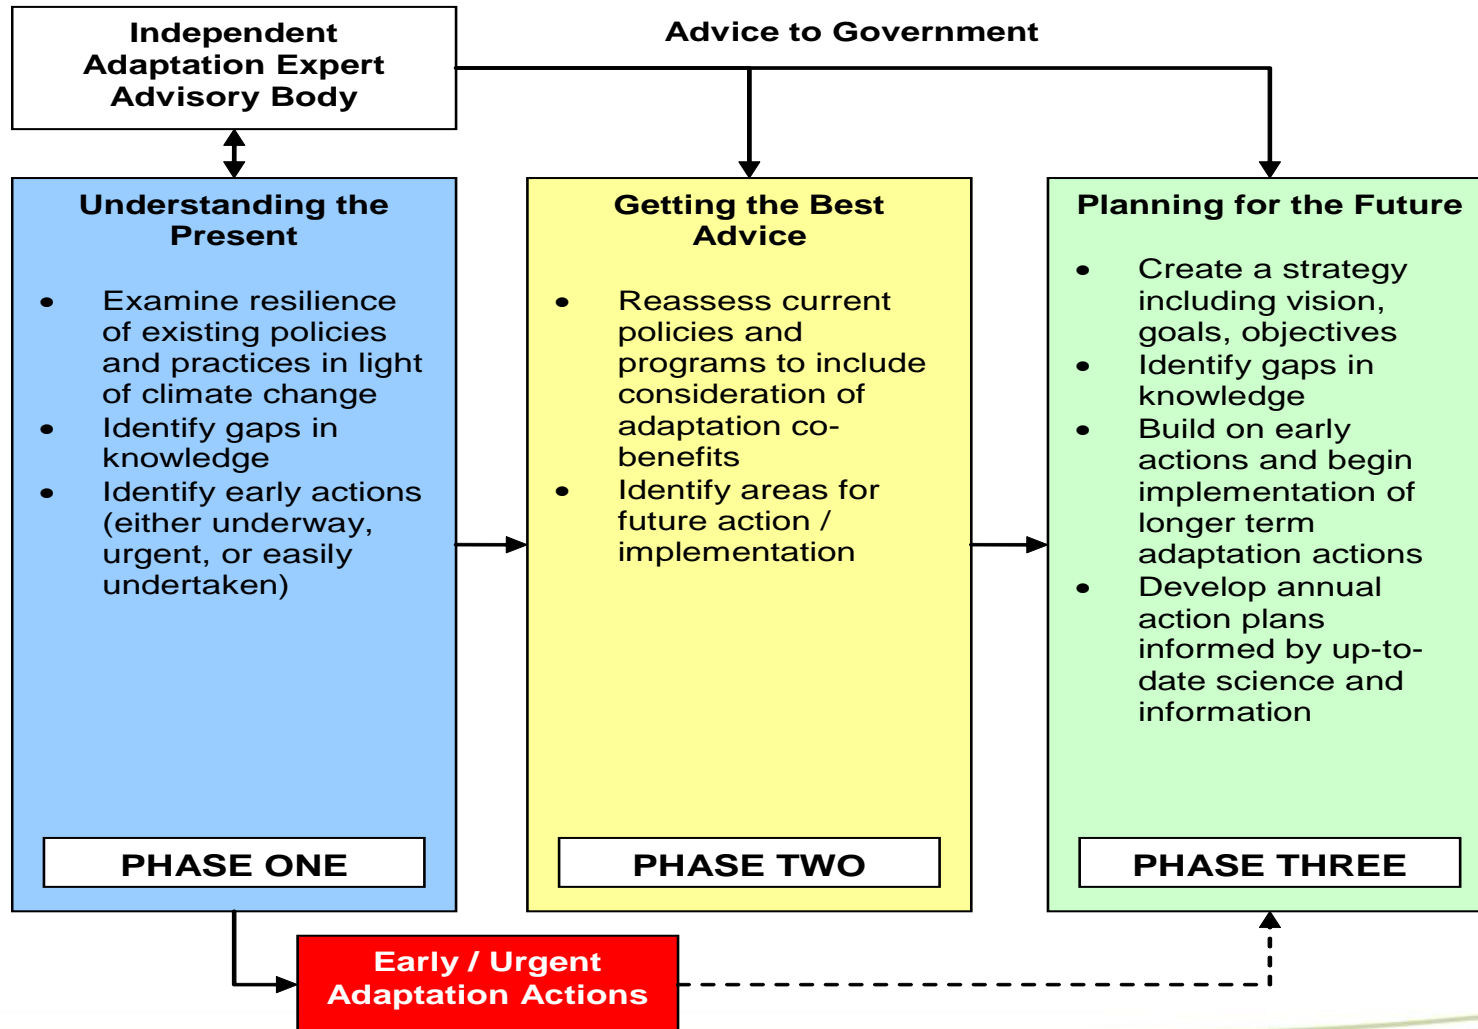 Independent
Adaptation Expert
Advisory Body
Advice to Government
Understanding the
Present
• Examine resilience
of existing policies
and practices in light
of climate change
• Identify gaps in
knowledge
• Identify early actions
(either underway,
urgent, or easily
undertaken)
PHASE ONE
Getting the Best
Advice
• Reassess current
policies and
programs to include
consideration of
adaptation co-
benefits
• Identify areas for
future action /
implementation
PHASE TWO
Planning for the Future
• Create a strategy
including vision,
goals, objectives
• Identify gaps in
knowledge
• Build on early
actions and begin
implementation of
longer term
adaptation actions
• Develop annual
action plans
informed by up-to-
date science and
information
PHASE THREE
Early / Urgent
Adaptation Actions